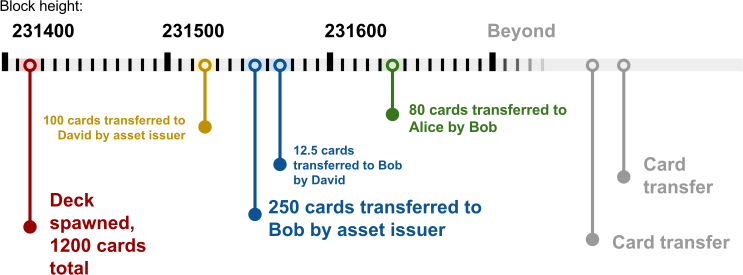 Block height:
231400
231500
231600
Beyond
100 cards transferred to
David by asset issuer
80 cards transferred to
Alice by Bob
12.5 cards
transferred to Bob
by David
Card
transfer
Deck
spawned,
1200 cards
total
250 cards transferred to
Bob by asset issuer
Card transfer